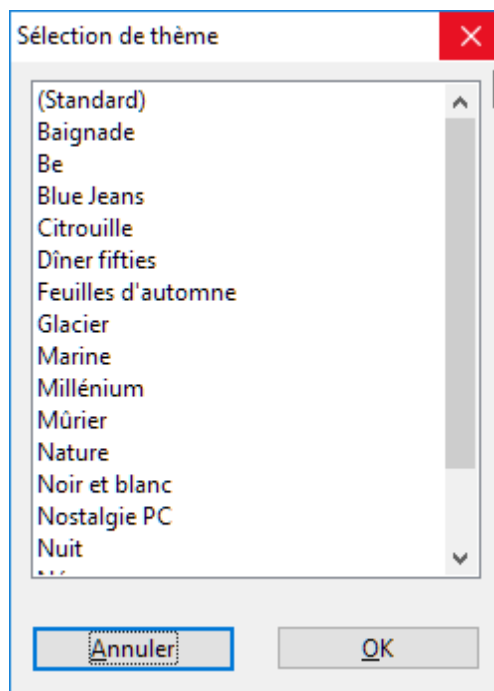 Sélection de thème
(Standard)
Baignade
Be
Blue Jeans
Citrouille
Dîner fifties
Feuilles d'automne
Glacier
Marine
Millénium
Mûrier
Nature
Noir et blanc
Nostalgie PC
Nuit
Annuler
OK